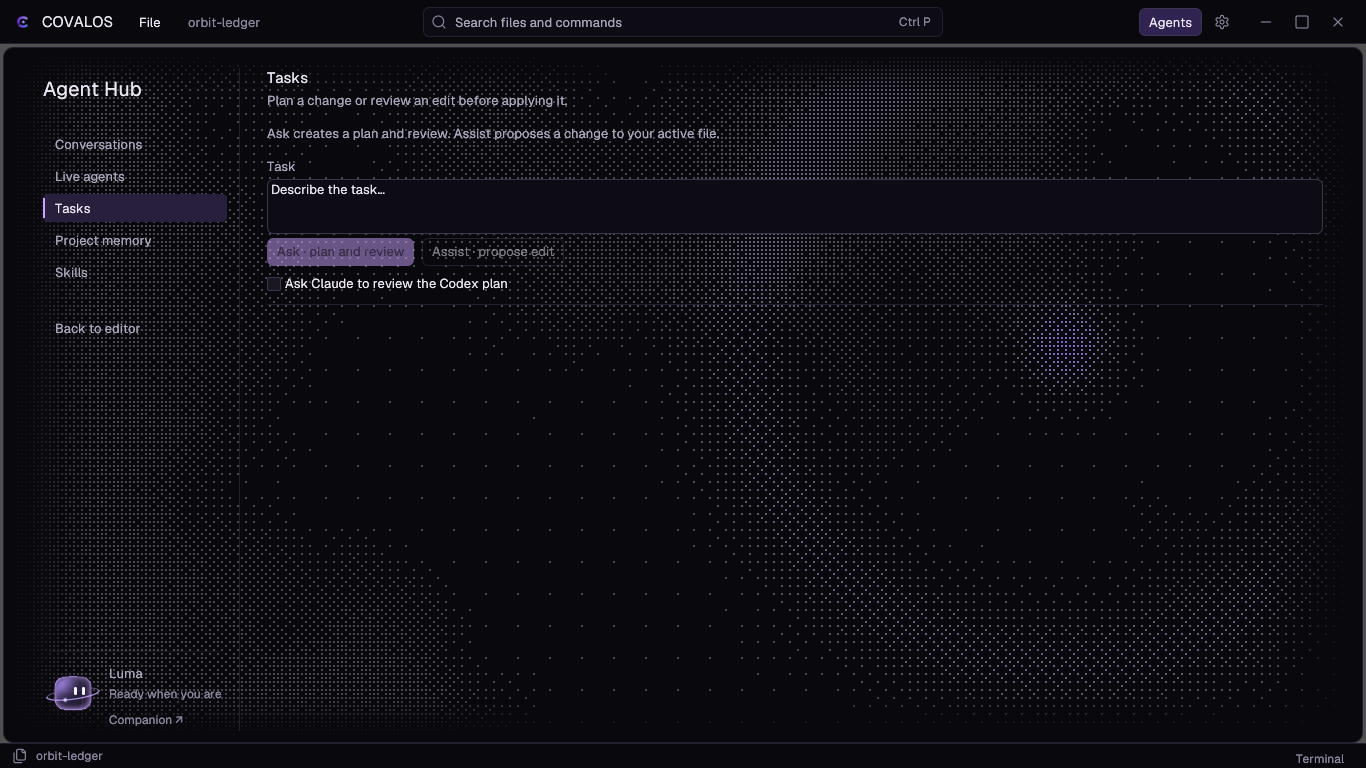 COVALOS File orbit-ledger Search files and commands Ctrl P Agents
Agent Hub
Conversations
Live agents
Tasks
Project memory
Skills
Back to editor
Tasks
Plan a change or review an edit before applying it.
Ask creates a plan and review. Assist proposes a change to your active file.
Task
Describe the task…
Ask · plan and review Assist · propose edit
Ask Claude to review the Codex plan
Luma
Ready when you are
Companion ↗
orbit-ledger Terminal